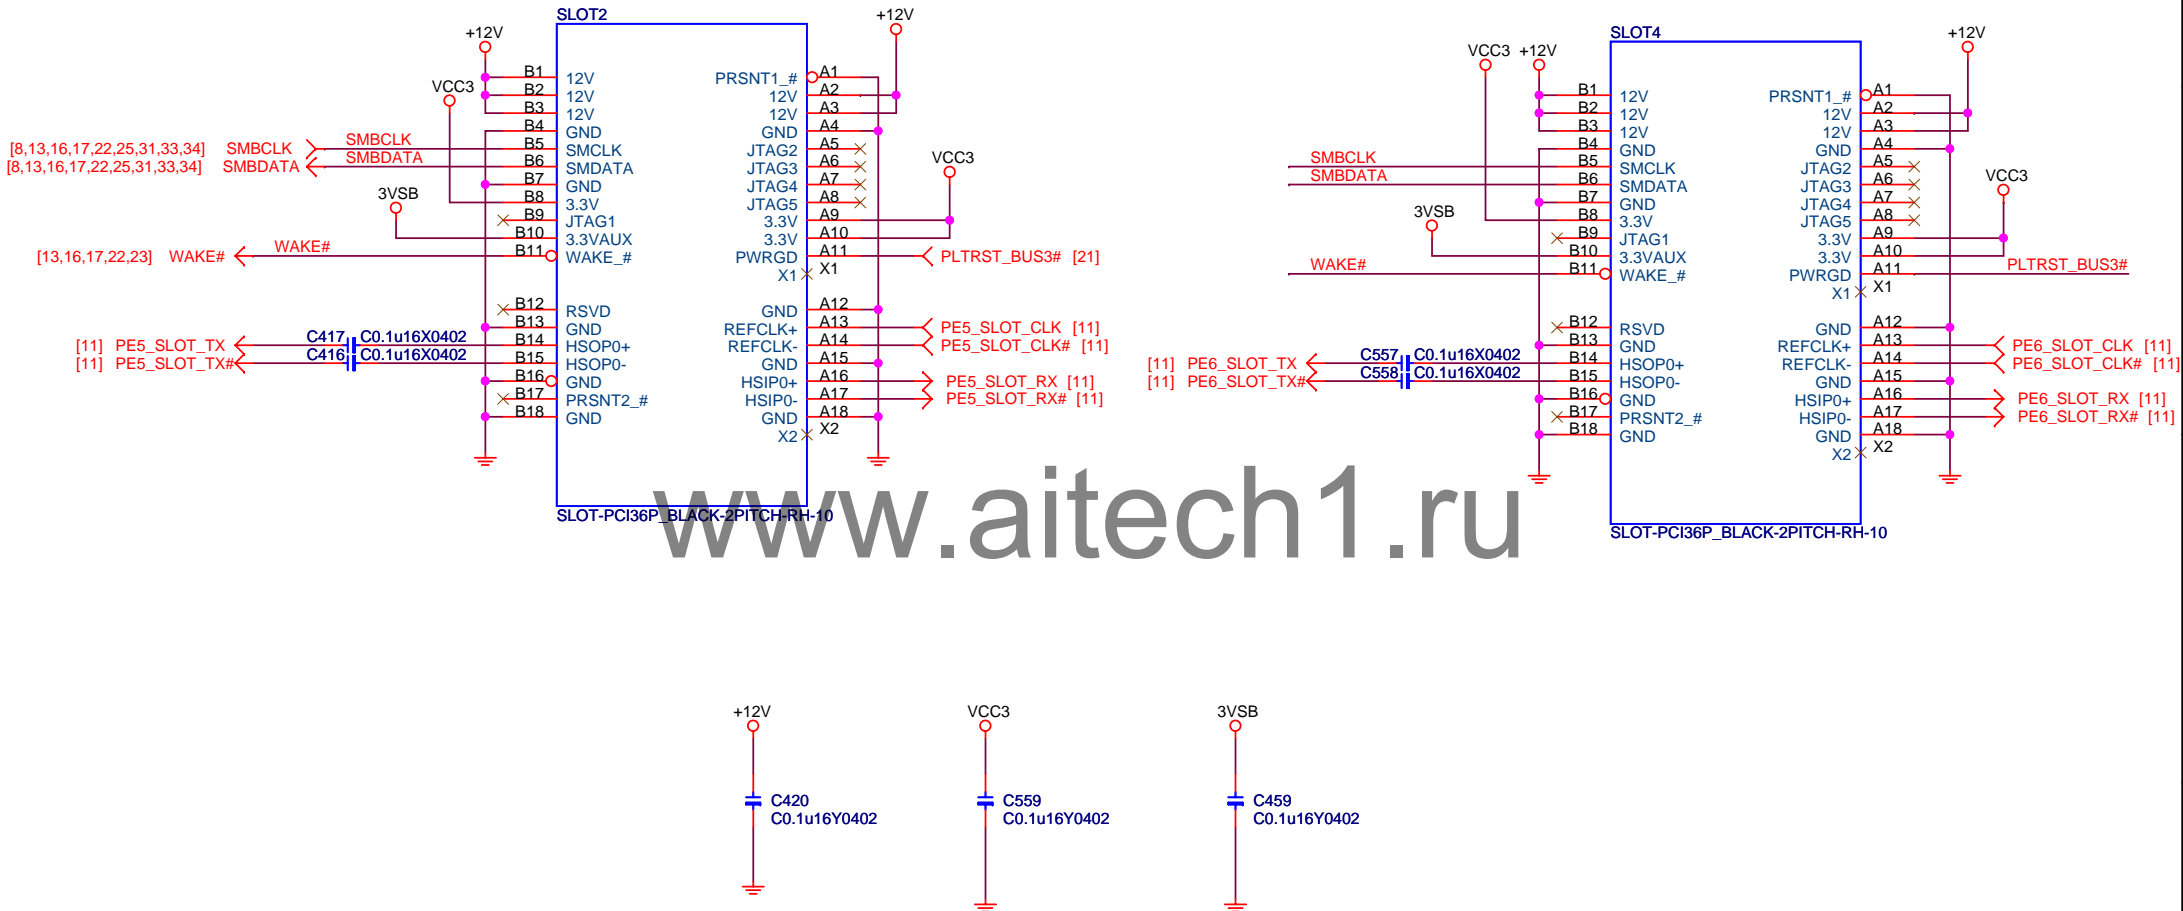 SLOT2
+12V
+12V
VCC3
B1 12V PRSNT1_# A1
B2 12V 12V A2
B3 12V 12V A3
B4 GND GND A4
[8,13,16,17,22,25,31,33,34] SMBCLK SMBCLK B5 SMCLK JTAG2 A5
[8,13,16,17,22,25,31,33,34] SMBDATA SMBDATA B6 SMDATA JTAG3 A6
VCC3
B7 GND JTAG4 A7
3VSB
B8 3.3V JTAG5 A8
B9 JTAG1 3.3V A9
B10 3.3VAUX 3.3V A10
[13,16,17,22,23] WAKE# WAKE# B11 WAKE_# PWRGD A11 PLTRST_BUS3# [21]
X1 X1
B12 RSVD GND A12
B13 GND REFCLK+ A13 PE5_SLOT_CLK [11]
[11] PE5_SLOT_TX C417 C0.1u16X0402 B14 HSOP0+ REFCLK- A14 PE5_SLOT_CLK# [11]
[11] PE5_SLOT_TX# C416 C0.1u16X0402 B15 HSOP0- GND A15
B16 GND HSIP0+ A16 PE5_SLOT_RX [11]
B17 PRSNT2_# HSIP0- A17 PE5_SLOT_RX# [11]
B18 GND GND A18
X2 X2
SLOT-PCI36P_BLACK-2PITCH-RH-10
SLOT4
+12V
VCC3 +12V
B1 12V PRSNT1_# A1
B2 12V 12V A2
B3 12V 12V A3
B4 GND GND A4
SMBCLK B5 SMCLK JTAG2 A5
SMBDATA B6 SMDATA JTAG3 A6
VCC3
B7 GND JTAG4 A7
3VSB
B8 3.3V JTAG5 A8
B9 JTAG1 3.3V A9
B10 3.3VAUX 3.3V A10
WAKE# B11 WAKE_# PWRGD A11 PLTRST_BUS3#
X1 X1
B12 RSVD GND A12
B13 GND REFCLK+ A13 PE6_SLOT_CLK [11]
[11] PE6_SLOT_TX C557 C0.1u16X0402 B14 HSOP0+ REFCLK- A14 PE6_SLOT_CLK# [11]
[11] PE6_SLOT_TX# C558 C0.1u16X0402 B15 HSOP0- GND A15
B16 GND HSIP0+ A16 PE6_SLOT_RX [11]
B17 PRSNT2_# HSIP0- A17 PE6_SLOT_RX# [11]
B18 GND GND A18
X2 X2
SLOT-PCI36P_BLACK-2PITCH-RH-10
www.aitech1.ru
+12V VCC3 3VSB
C420 C559 C459
C0.1u16Y0402 C0.1u16Y0402 C0.1u16Y0402